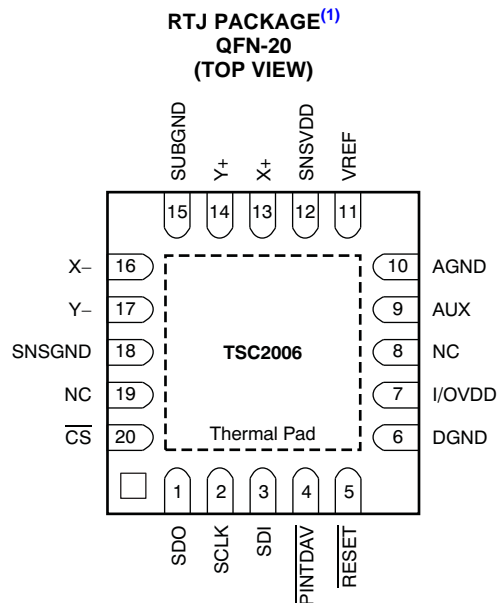 RTJ PACKAGE(1)
QFN-20
(TOP VIEW)
SUBGND Y+ X+ SNSVDD VREF
15 14 13 12 11
X– 16 10 AGND
Y– 17 9 AUX
SNSGND 18 TSC2006 8 NC
NC 19 7 I/OVDD
CS 20 Thermal Pad 6 DGND
1 2 3 4 5
SDO SCLK SDI PINTDAV RESET